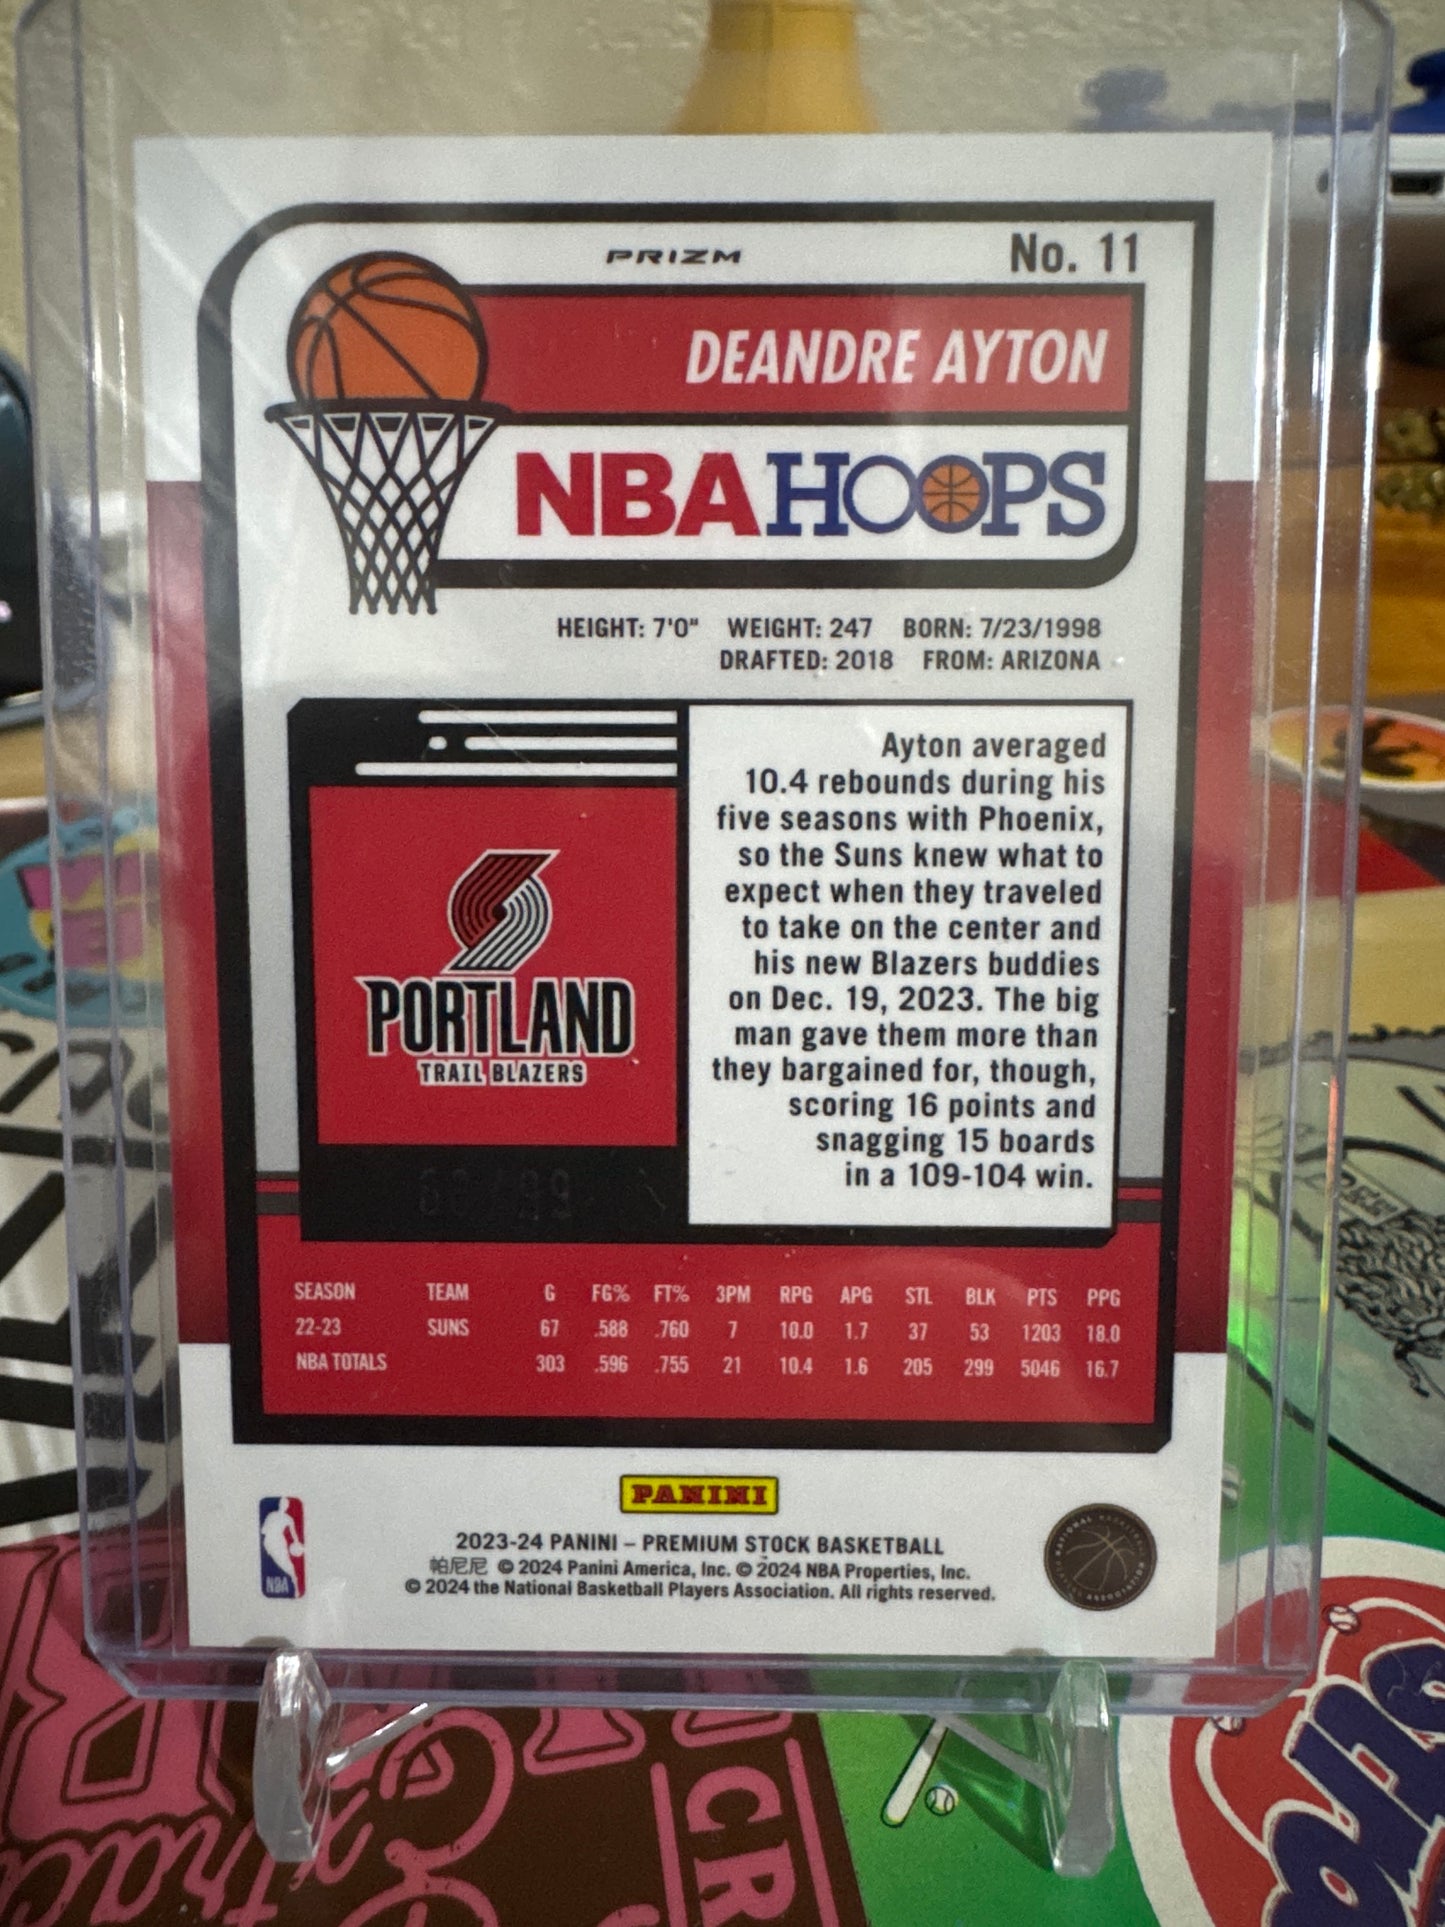 PRIZM
No. 11
DEANDRE AYTON
NBA HOOPS
HEIGHT: 7'0" WEIGHT: 247 BORN: 7/23/1998
DRAFTED: 2018 FROM: ARIZONA
Ayton averaged
10.4 rebounds during his
five seasons with Phoenix,
so the Suns knew what to
expect when they traveled
to take on the center and
his new Blazers buddies
on Dec. 19, 2023. The big
man gave them more than
they bargained for, though,
scoring 16 points and
snagging 15 boards
in a 109-104 win.
PORTLAND
TRAIL BLAZERS
SEASON TEAM G FG% FT% 3PM RPG APG STL BLK PTS PPG
22-23 SUNS 67 .588 .760 7 10.0 1.7 37 53 1203 18.0
NBA TOTALS 303 .596 .755 21 10.4 1.6 205 299 5046 16.7
PANINI
NBA
2023-24 PANINI – PREMIUM STOCK BASKETBALL
帕尼尼 © 2024 Panini America, Inc. © 2024 NBA Properties, Inc.
© 2024 the National Basketball Players Association. All rights reserved.
NATIONAL BASKETBALL PLAYERS ASSOCIATION